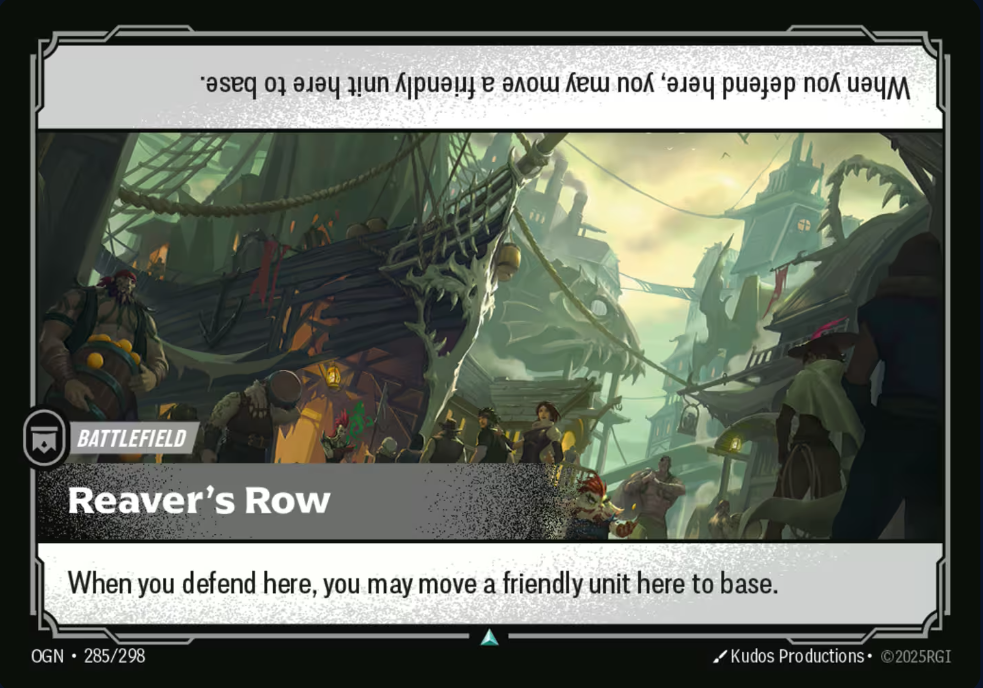 When you defend here, you may move a friendly unit here to base.
BATTLEFIELD
Reaver's Row
When you defend here, you may move a friendly unit here to base.
OGN • 285/298
Kudos Productions • ©2025RGI